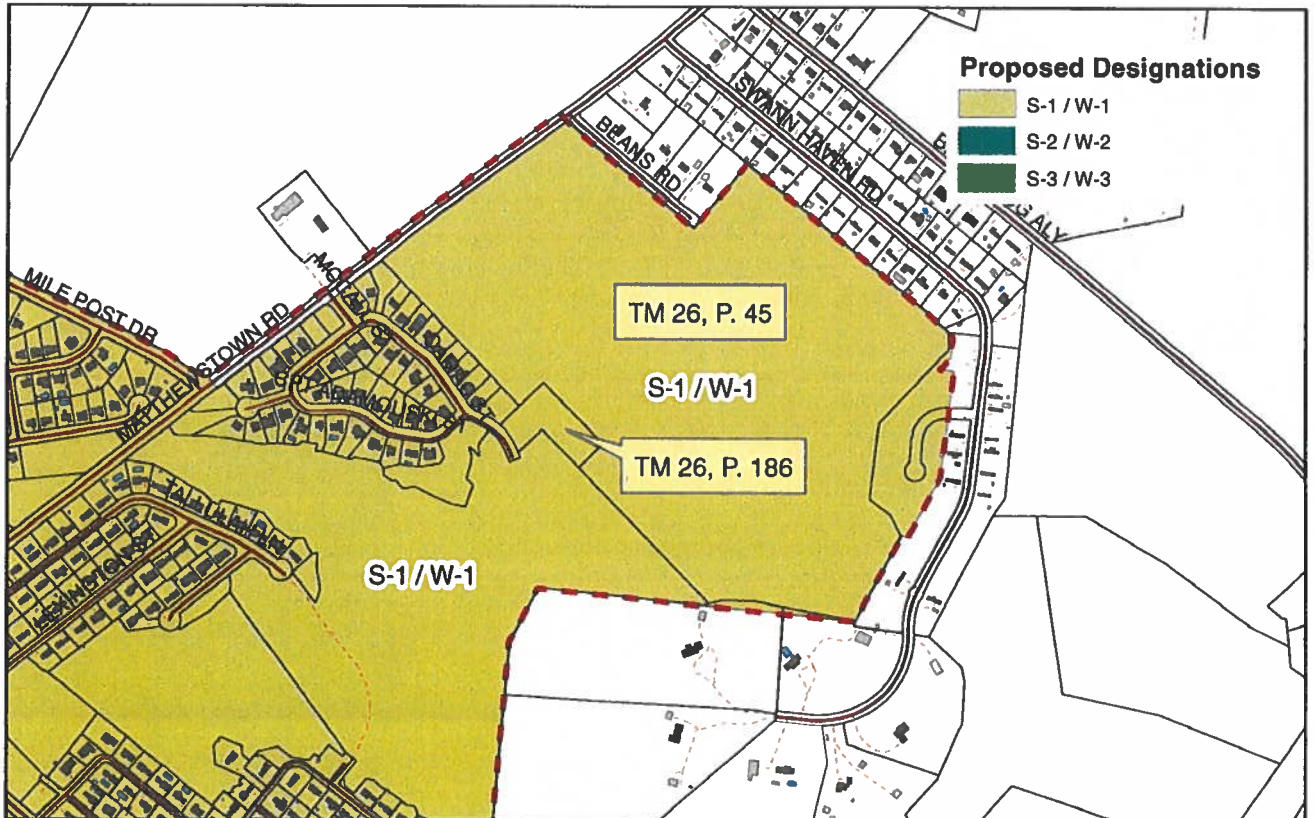 Proposed Designations
S-1 / W-1
S-2 / W-2
S-3 / W-3
SWANN HAVEN RD
BEANS RD
MILE POST DR
MATTHEWSTOWN RD
TM 26, P. 45
S-1 / W-1
TM 26, P. 186
S-1 / W-1
LEXINGTON ST
ALY